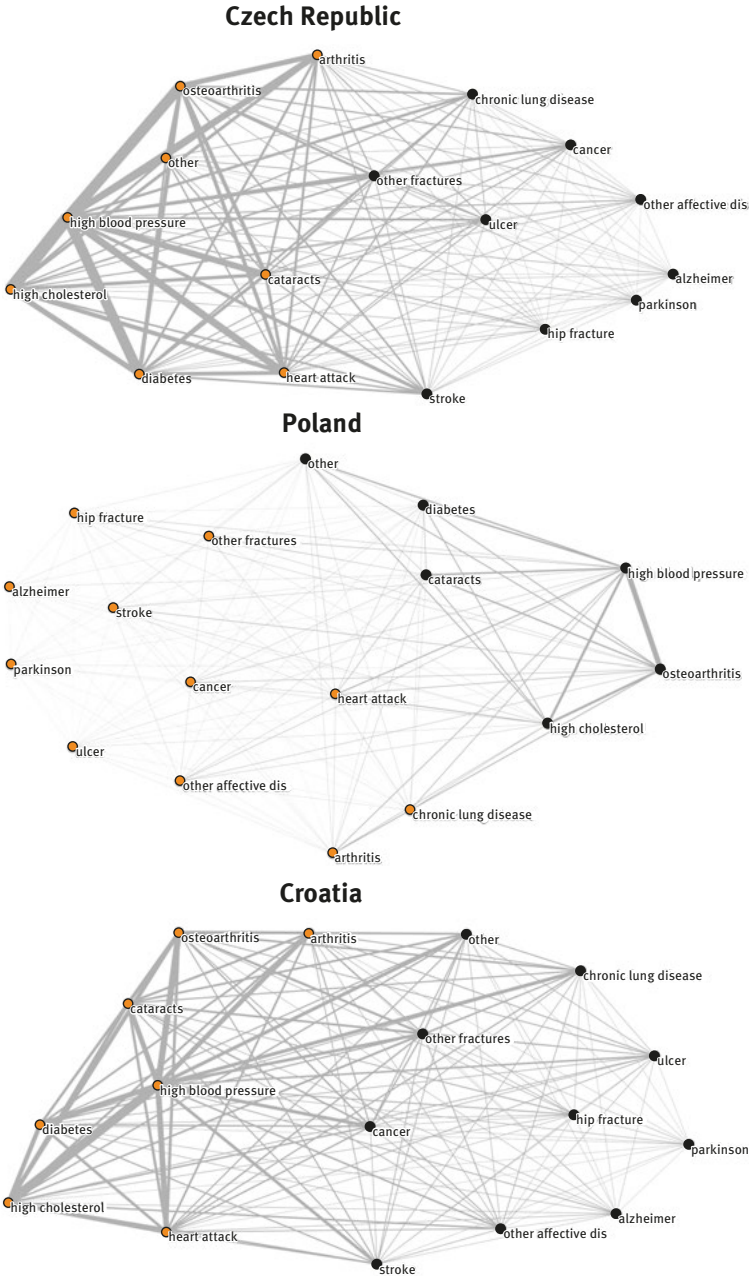 Czech Republic
arthritis
osteoarthritis
chronic lung disease
cancer
other
other fractures
other affective dis
high blood pressure
ulcer
cataracts
alzheimer
high cholesterol
parkinson
hip fracture
diabetes
heart attack
stroke
Poland
other
diabetes
hip fracture
other fractures
high blood pressure
cataracts
alzheimer
stroke
parkinson
osteoarthritis
cancer
heart attack
high cholesterol
ulcer
other affective dis
chronic lung disease
arthritis
Croatia
osteoarthritis
arthritis
other
chronic lung disease
cataracts
other fractures
ulcer
high blood pressure
hip fracture
diabetes
cancer
parkinson
high cholesterol
alzheimer
heart attack
other affective dis
stroke